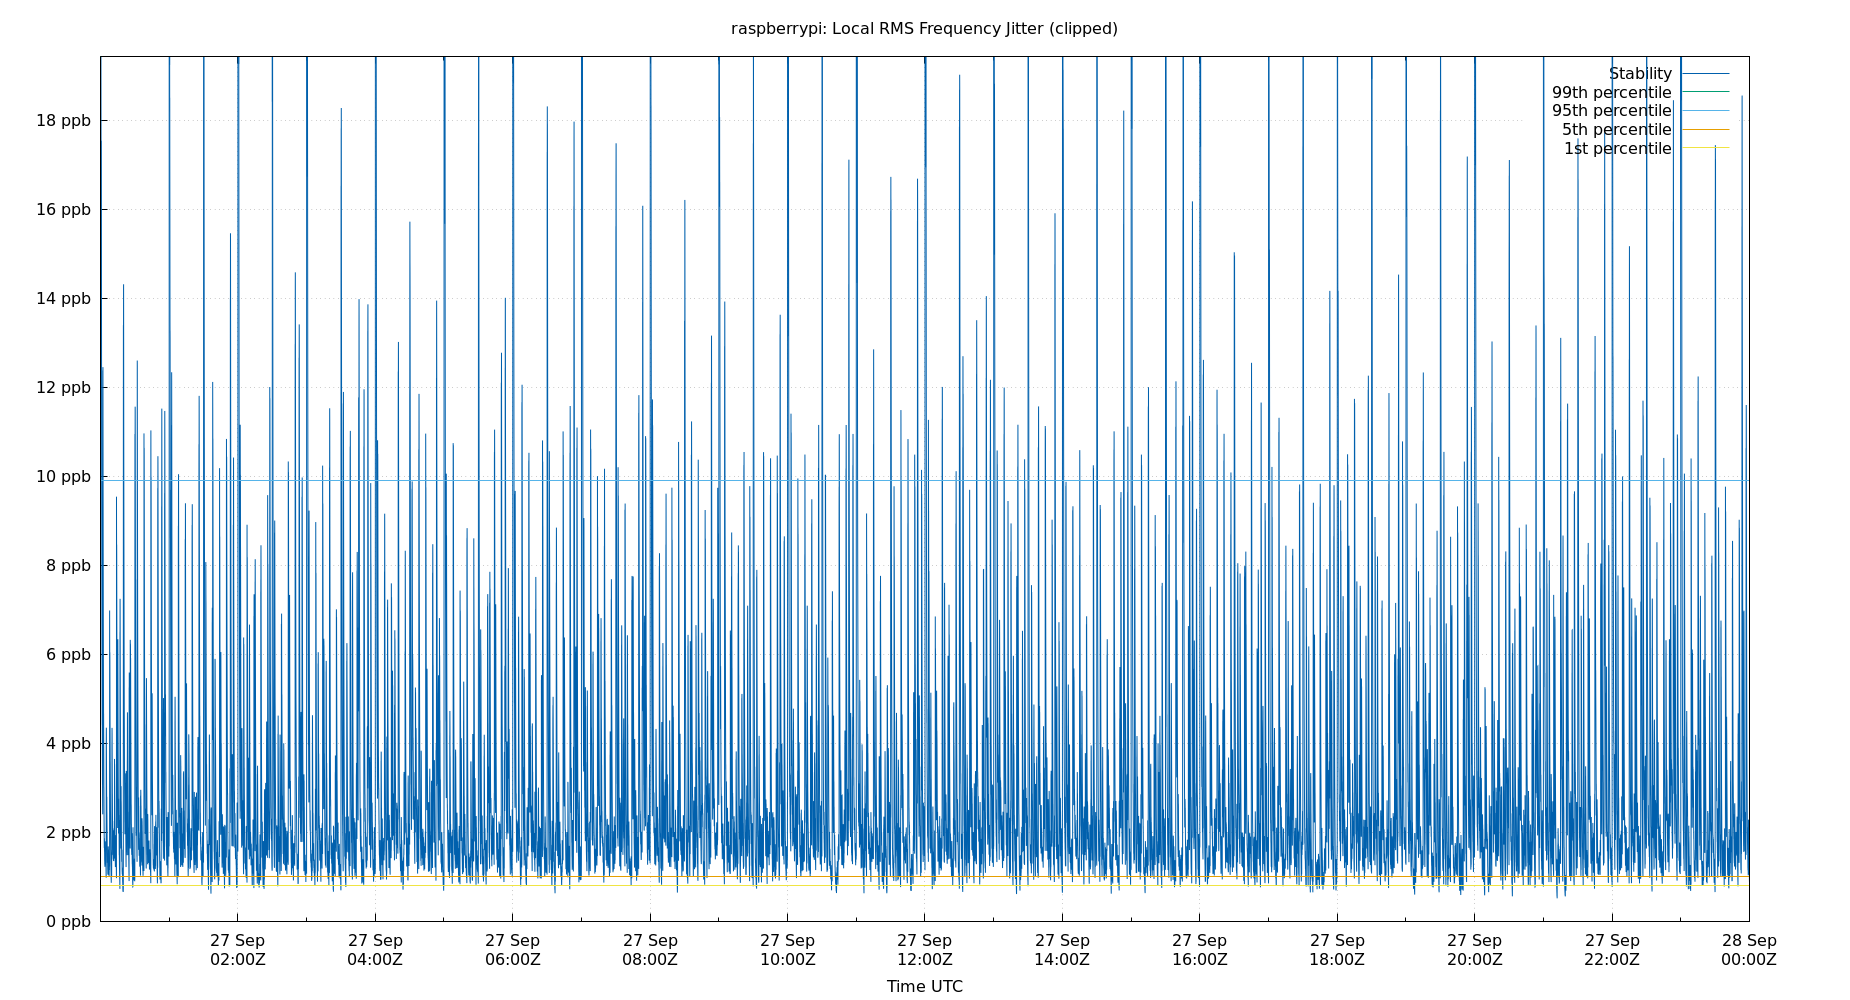 raspberrypi: Local RMS Frequency Jitter (clipped)
Stability
99th percentile
95th percentile
5th percentile
1st percentile
18 ppb
16 ppb
14 ppb
12 ppb
10 ppb
8 ppb
6 ppb
4 ppb
2 ppb
0 ppb
27 Sep 27 Sep 27 Sep 27 Sep 27 Sep 27 Sep 27 Sep 27 Sep 27 Sep 27 Sep 27 Sep 28 Sep
02:00Z 04:00Z 06:00Z 08:00Z 10:00Z 12:00Z 14:00Z 16:00Z 18:00Z 20:00Z 22:00Z 00:00Z
Time UTC